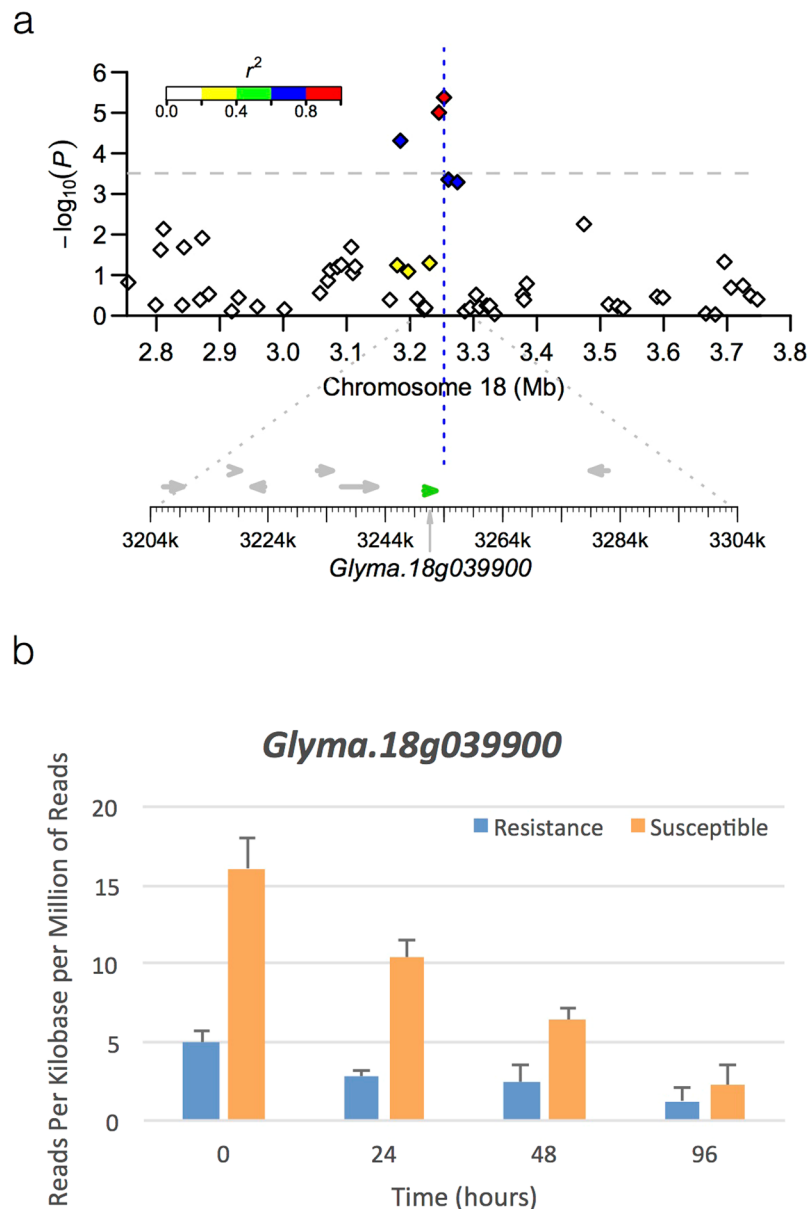 a
r2
0.0 0.4 0.8
6
5
4
3
2
1
0
−log10(P)
2.8 2.9 3.0 3.1 3.2 3.3 3.4 3.5 3.6 3.7 3.8
Chromosome 18 (Mb)
3204k 3224k 3244k 3264k 3284k 3304k
Glyma.18g039900
b
Glyma.18g039900
Reads Per Kilobase per Million of Reads
20
15
10
5
0
Resistance Susceptible
0 24 48 96
Time (hours)